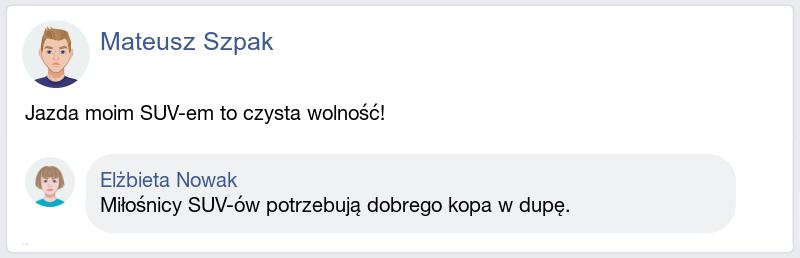 Mateusz Szpak
Jazda moim SUV-em to czysta wolność!
Elżbieta Nowak
Miłośnicy SUV-ów potrzebują dobrego kopa w dupę.